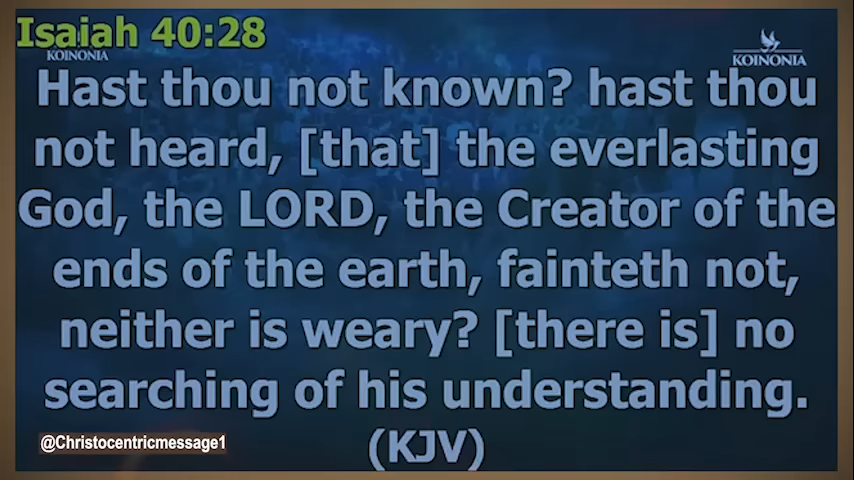 Isaiah 40:28
KOINONIA
KOINONIA
Hast thou not known? hast thou
not heard, [that] the everlasting
God, the LORD, the Creator of the
ends of the earth, fainteth not,
neither is weary? [there is] no
searching of his understanding.
(KJV)
@Christocentricmessage1